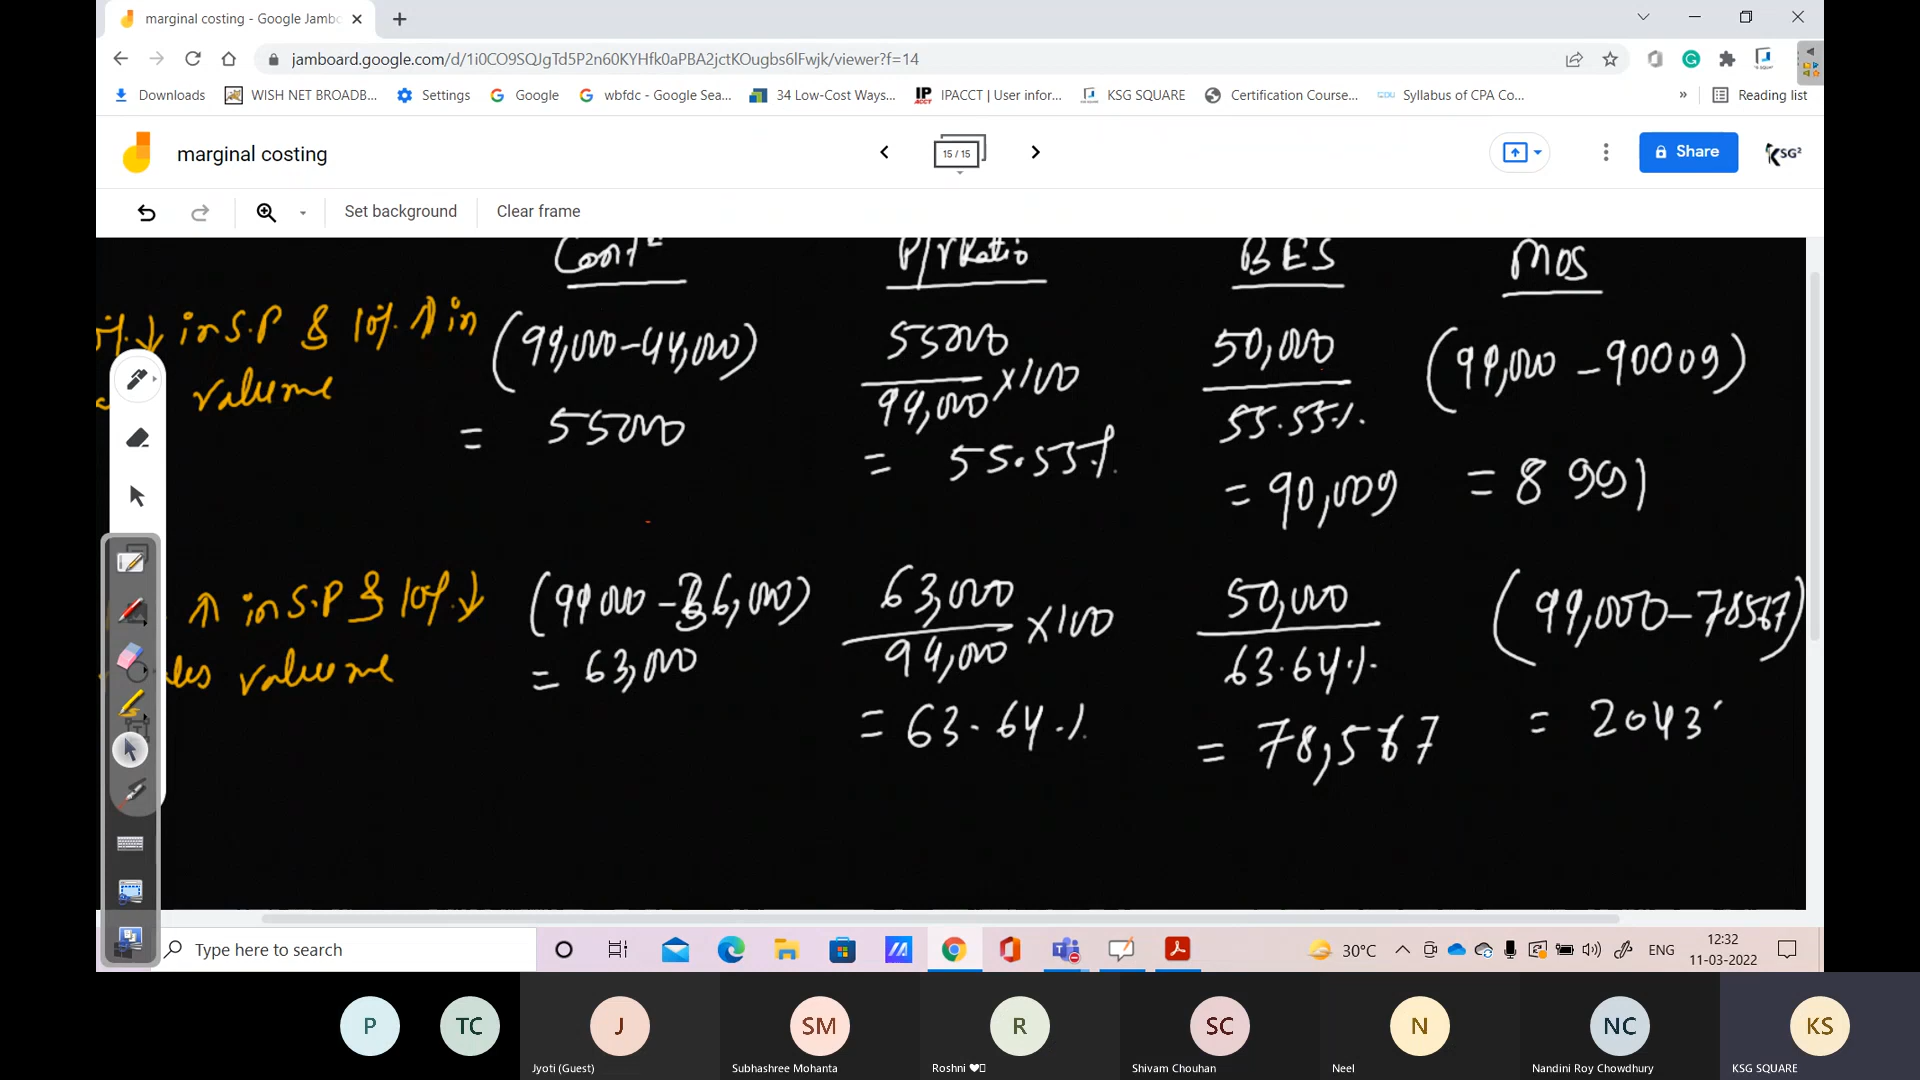 marginal costing - Google Jambo
jamboard.google.com/d/1i0CO9SQJgTd5P2n60KYHfk0aPBA2jctKOugbs6lFwjk/viewer?f=14
Downloads WISH NET BROADB... Settings Google wbfdc - Google Sea... 34 Low-Cost Ways... IPACCT | User infor... KSG SQUARE Certification Course... Syllabus of CPA Co... » Reading list
marginal costing
15 / 15
Share
KSG²
Set background Clear frame
P/V Ratio BES MOS
% ↓ in S.P & 10% ↑ in
volume
(99,000-44,000)
= 55000
55000
99,000 ×100
= 55.55%
50,000
55.55%.
= 90,009
(99,000 - 90009)
= 8991
↑ in S.P & 10% ↓
les volume
(99000 - 36,000)
= 63,000
63,000
99,000 ×100
= 63.64%
50,000
63.64%
= 78,567
(99,000-78567)
= 2043
Type here to search
30°C ENG 12:32
11-03-2022
P TC J SM R SC N NC KS
Jyoti (Guest) Subhashree Mohanta Roshni ❤ Shivam Chouhan Neel Nandini Roy Chowdhury KSG SQUARE